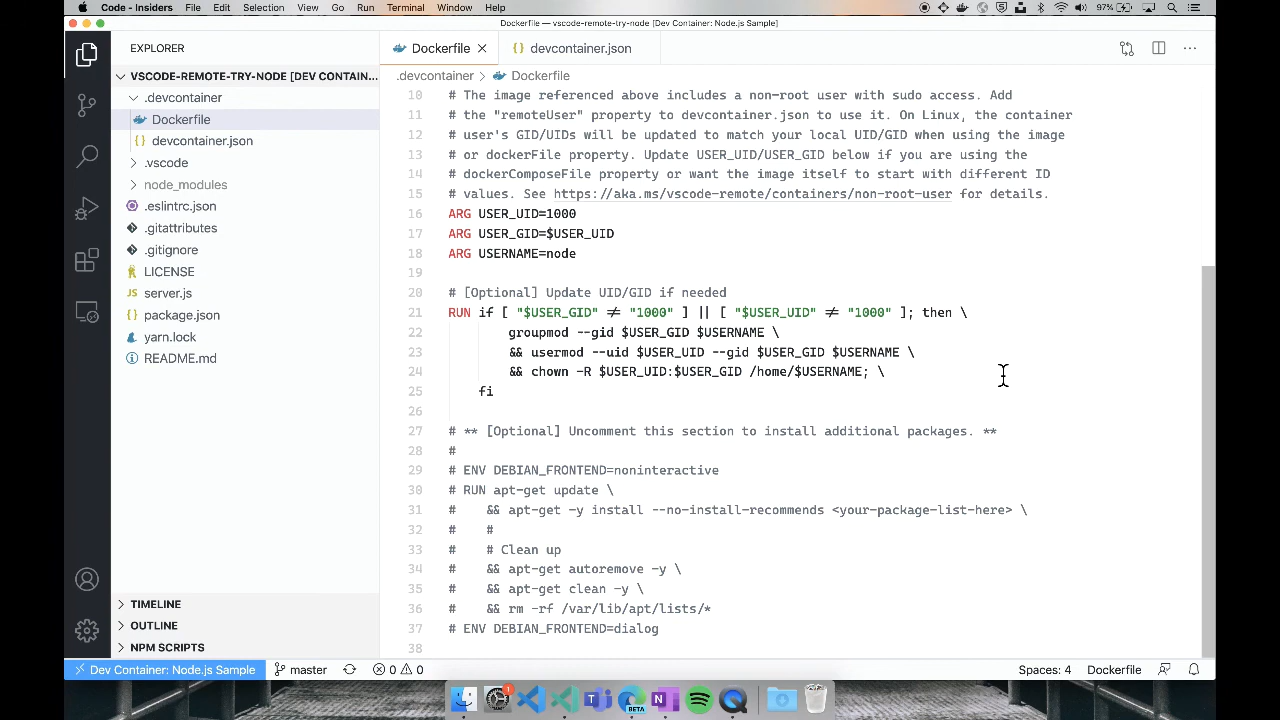 Code - Insiders File Edit Selection View Go Run Terminal Window Help 97%
Dockerfile — vscode-remote-try-node [Dev Container: Node.js Sample]
EXPLORER
VSCODE-REMOTE-TRY-NODE [DEV CONTAIN...
.devcontainer
Dockerfile
devcontainer.json
.vscode
node_modules
.eslintrc.json
.gitattributes
.gitignore
LICENSE
JS server.js
package.json
yarn.lock
README.md
TIMELINE
OUTLINE
NPM SCRIPTS
Dockerfile {} devcontainer.json
.devcontainer > Dockerfile
10 # The image referenced above includes a non-root user with sudo access. Add
11 # the "remoteUser" property to devcontainer.json to use it. On Linux, the container
12 # user's GID/UIDs will be updated to match your local UID/GID when using the image
13 # or dockerFile property. Update USER_UID/USER_GID below if you are using the
14 # dockerComposeFile property or want the image itself to start with different ID
15 # values. See https://aka.ms/vscode-remote/containers/non-root-user for details.
16 ARG USER_UID=1000
17 ARG USER_GID=$USER_UID
18 ARG USERNAME=node
19
20 # [Optional] Update UID/GID if needed
21 RUN if [ "$USER_GID" != "1000" ] || [ "$USER_UID" != "1000" ]; then \
22 groupmod --gid $USER_GID $USERNAME \
23 && usermod --uid $USER_UID --gid $USER_GID $USERNAME \
24 && chown -R $USER_UID:$USER_GID /home/$USERNAME; \
25 fi
26
27 # ** [Optional] Uncomment this section to install additional packages. **
28 #
29 # ENV DEBIAN_FRONTEND=noninteractive
30 # RUN apt-get update \
31 # && apt-get -y install --no-install-recommends <your-package-list-here> \
32 # #
33 # # Clean up
34 # && apt-get autoremove -y \
35 # && apt-get clean -y \
36 # && rm -rf /var/lib/apt/lists/*
37 # ENV DEBIAN_FRONTEND=dialog
38
Dev Container: Node.js Sample master 0 0 Spaces: 4 Dockerfile
1
BETA